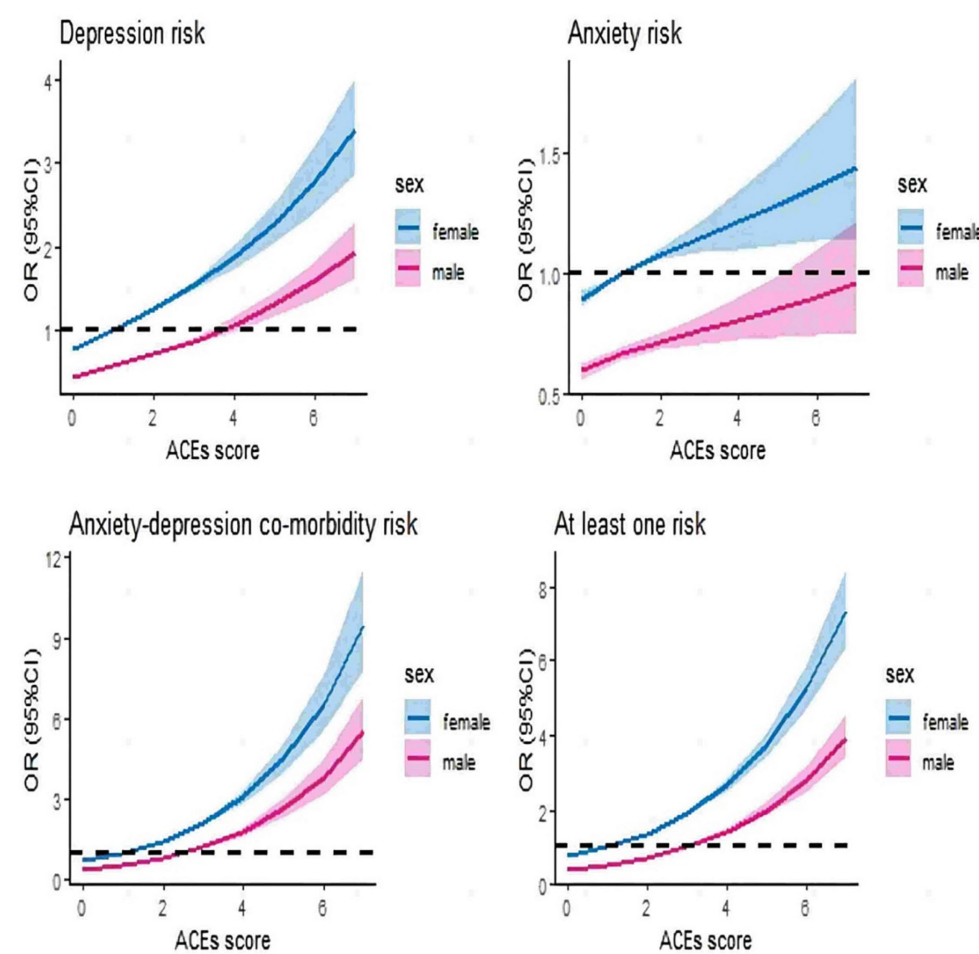 Depression risk
OR (95%CI)
4
3
2
1
0 2 4 6
ACEs score
sex
female
male
Anxiety risk
OR (95%CI)
1.5
1.0
0.5
0 2 4 6
ACEs score
sex
female
male
Anxiety-depression co-morbidity risk
OR (95%CI)
12
9
6
3
0
0 2 4 6
ACEs score
sex
female
male
At least one risk
OR (95%CI)
8
6
4
2
0
0 2 4 6
ACEs score
sex
female
male